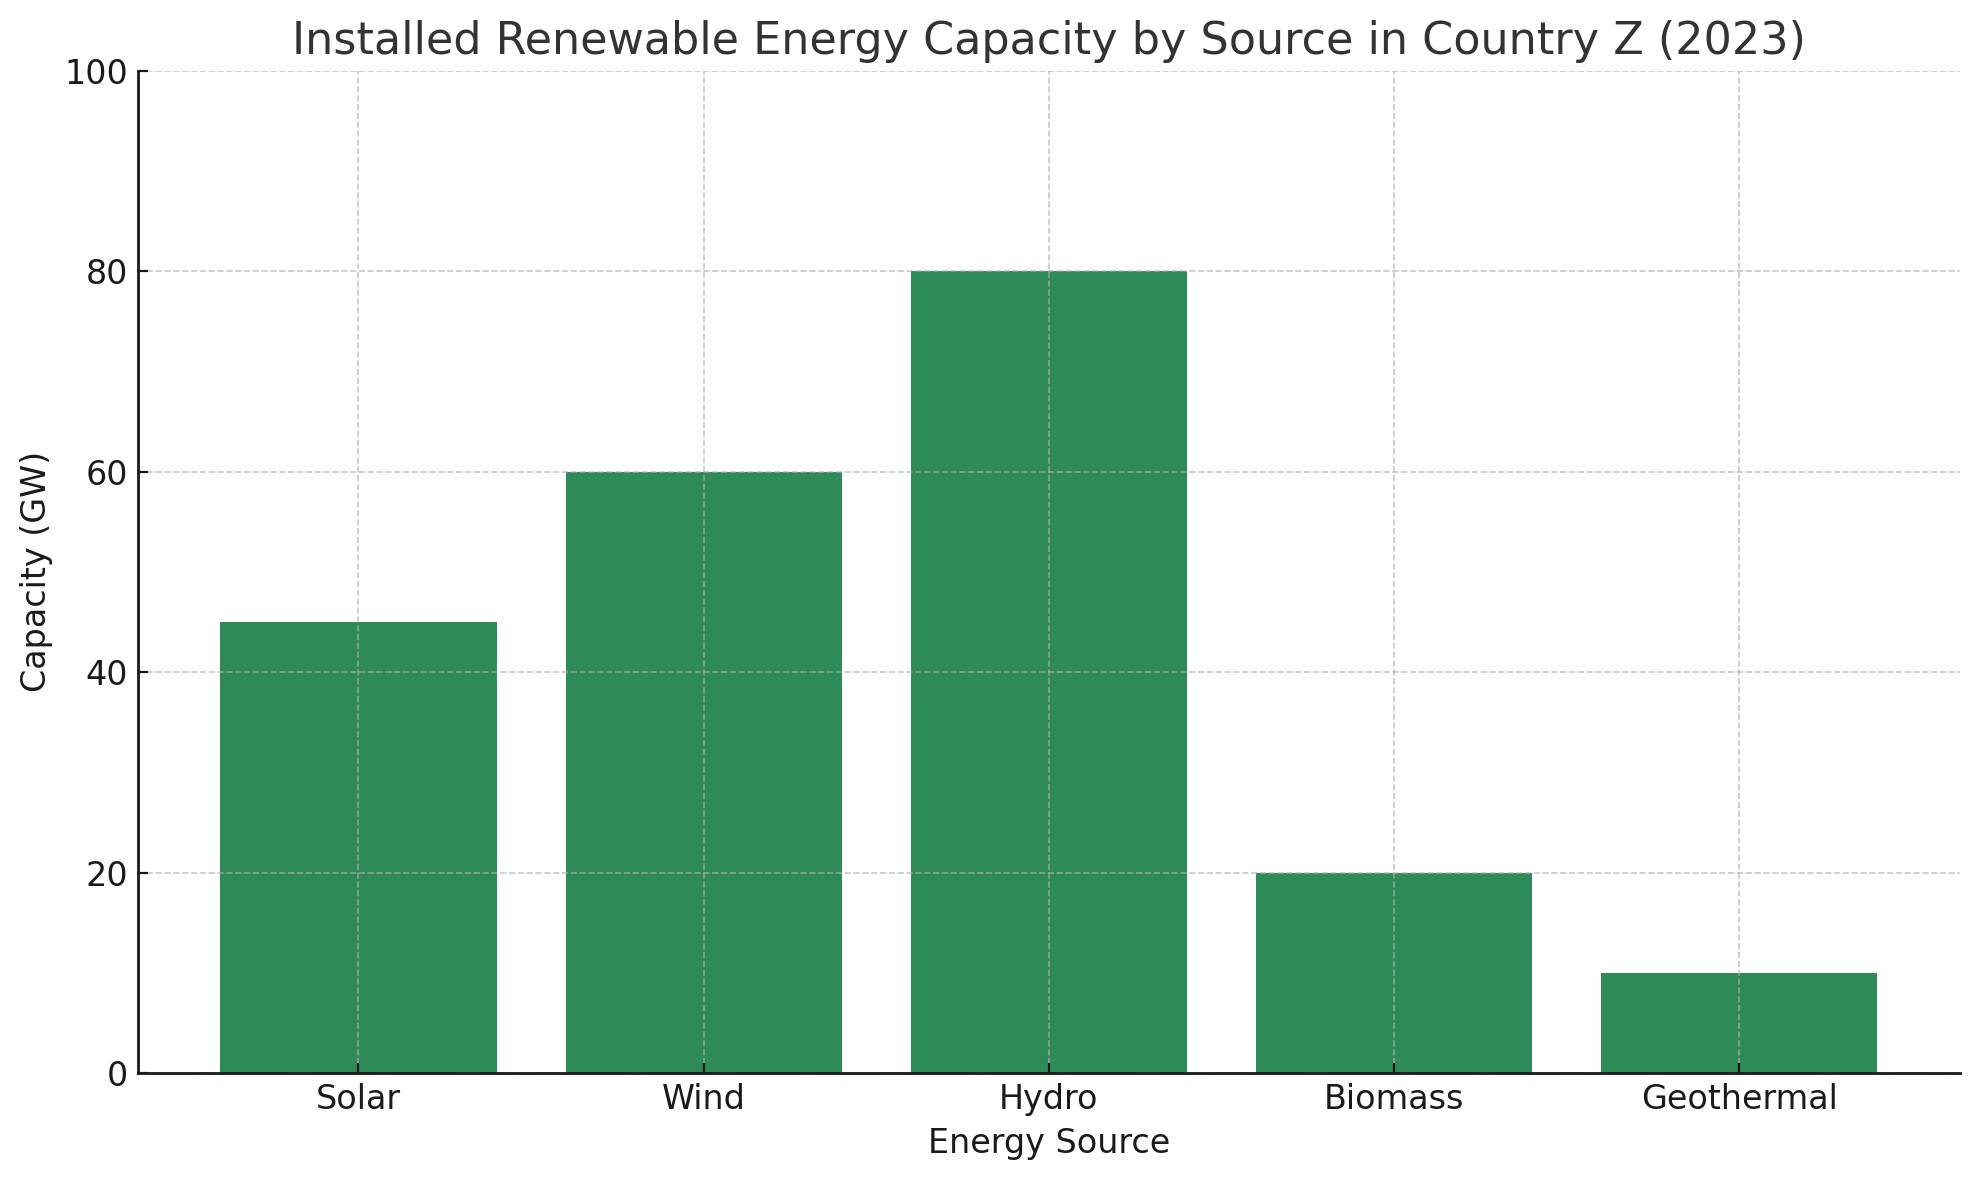 Installed Renewable Energy Capacity by Source in Country Z (2023)
Capacity (GW)
100
80
60
40
20
0
Solar Wind Hydro Biomass Geothermal
Energy Source